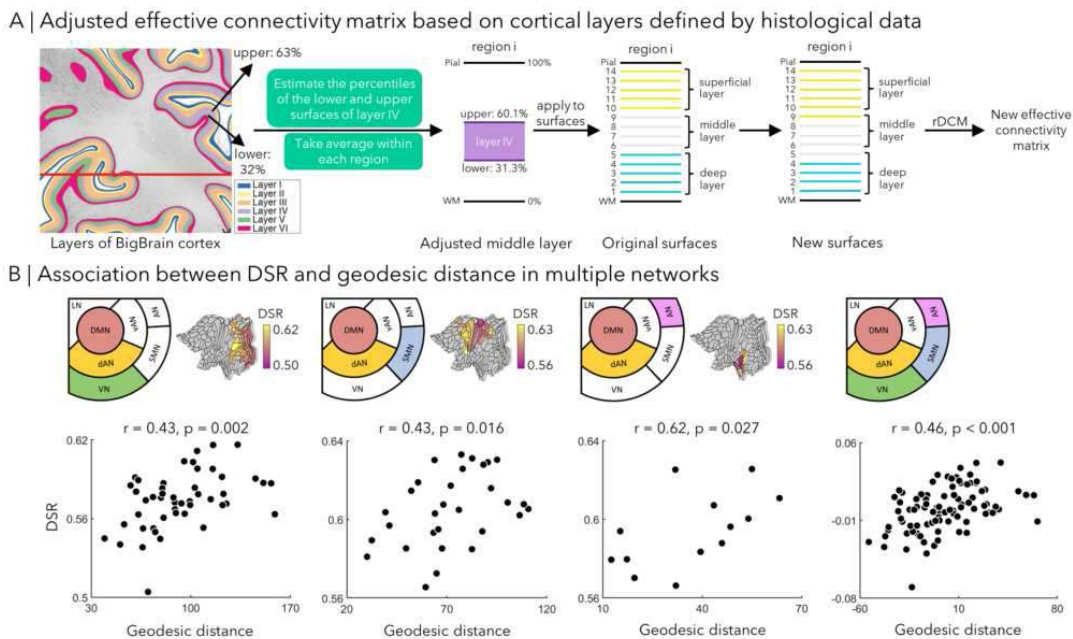 A | Adjusted effective connectivity matrix based on cortical layers defined by histological data
upper: 63%
lower:
32%
Layer I
Layer II
Layer III
Layer IV
Layer V
Layer VI
Layers of BigBrain cortex
Estimate the percentiles
of the lower and upper
surfaces of layer IV
Take average within
each region
region i
Pial
100%
upper: 60.1%
layer IV
lower: 31.3%
WM
0%
Adjusted middle layer
apply to
surfaces
region i
Pial
14
13
12
11
10
9
8
7
6
5
4
3
2
1
WM
superficial
layer
middle
layer
deep
layer
Original surfaces
region i
Pial
14
13
12
11
10
9
8
7
6
5
4
3
2
1
WM
superficial
layer
middle
layer
deep
layer
New surfaces
rDCM
New effective
connectivity
matrix
B | Association between DSR and geodesic distance in multiple networks
LN
vAN
AN
SMN
DMN
dAN
VN
DSR
0.62
0.50
LN
vAN
AN
SMN
DMN
dAN
VN
DSR
0.63
0.56
LN
vAN
AN
SMN
DMN
dAN
VN
DSR
0.63
0.56
LN
vAN
AN
SMN
DMN
dAN
VN
r = 0.43, p = 0.002
0.62
0.56
0.5
DSR
30
100
170
Geodesic distance
r = 0.43, p = 0.016
0.64
0.6
0.56
20
70
110
Geodesic distance
r = 0.62, p = 0.027
0.64
0.6
0.56
10
40
70
Geodesic distance
r = 0.46, p < 0.001
0.06
-0.01
-0.08
-60
10
80
Geodesic distance